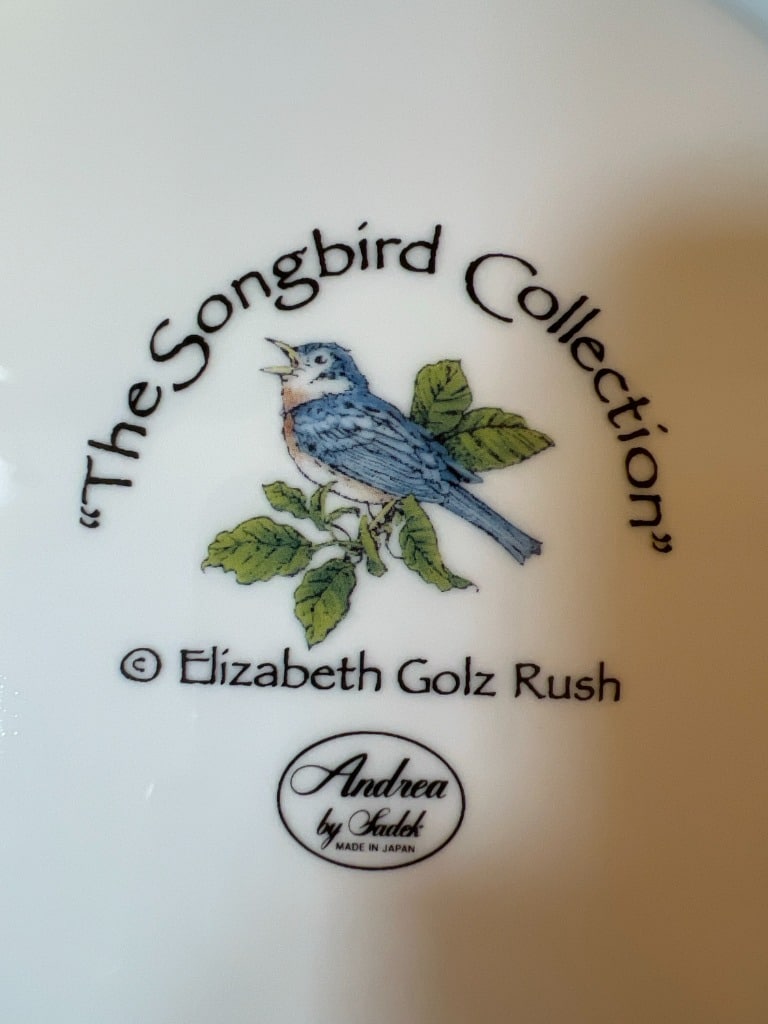 “The Songbird Collection”
© Elizabeth Golz Rush
Andrea
by Sadek
MADE IN JAPAN